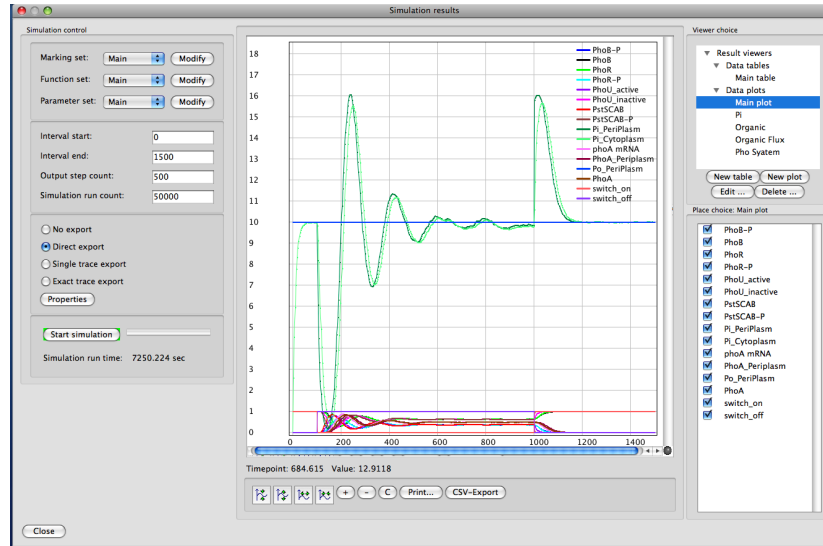 Simulation results
Simulation control
Marking set: Main Modify
Function set: Main Modify
Parameter set: Main Modify
Interval start: 0
Interval end: 1500
Output step count: 500
Simulation run count: 50000
No export
Direct export
Single trace export
Exact trace export
Properties
Start simulation
Simulation run time: 7250.224 sec
Close
18
17
16
15
14
13
12
11
10
9
8
7
6
5
4
3
2
1
0
0 200 400 600 800 1000 1200 1400
PhoB-P
PhoB
PhoR
PhoR-P
PhoU_active
PhoU_inactive
PstSCAB
PstSCAB-P
Pi_PeriPlasm
Pi_Cytoplasm
phoA mRNA
PhoA_Periplasm
Po_PeriPlasm
PhoA
switch_on
switch_off
Timepoint: 684.615 Value: 12.9118
+ - C Print... CSV-Export
Viewer choice
Result viewers
Data tables
Main table
Data plots
Main plot
Pi
Organic
Organic Flux
Pho Syatem
New table New plot
Edit ... Delete ...
Place choice: Main plot
PhoB-P
PhoB
PhoR
PhoR-P
PhoU_active
PhoU_inactive
PstSCAB
PstSCAB-P
Pi_PeriPlasm
Pi_Cytoplasm
phoA mRNA
PhoA_Periplasm
Po_PeriPlasm
PhoA
switch_on
switch_off